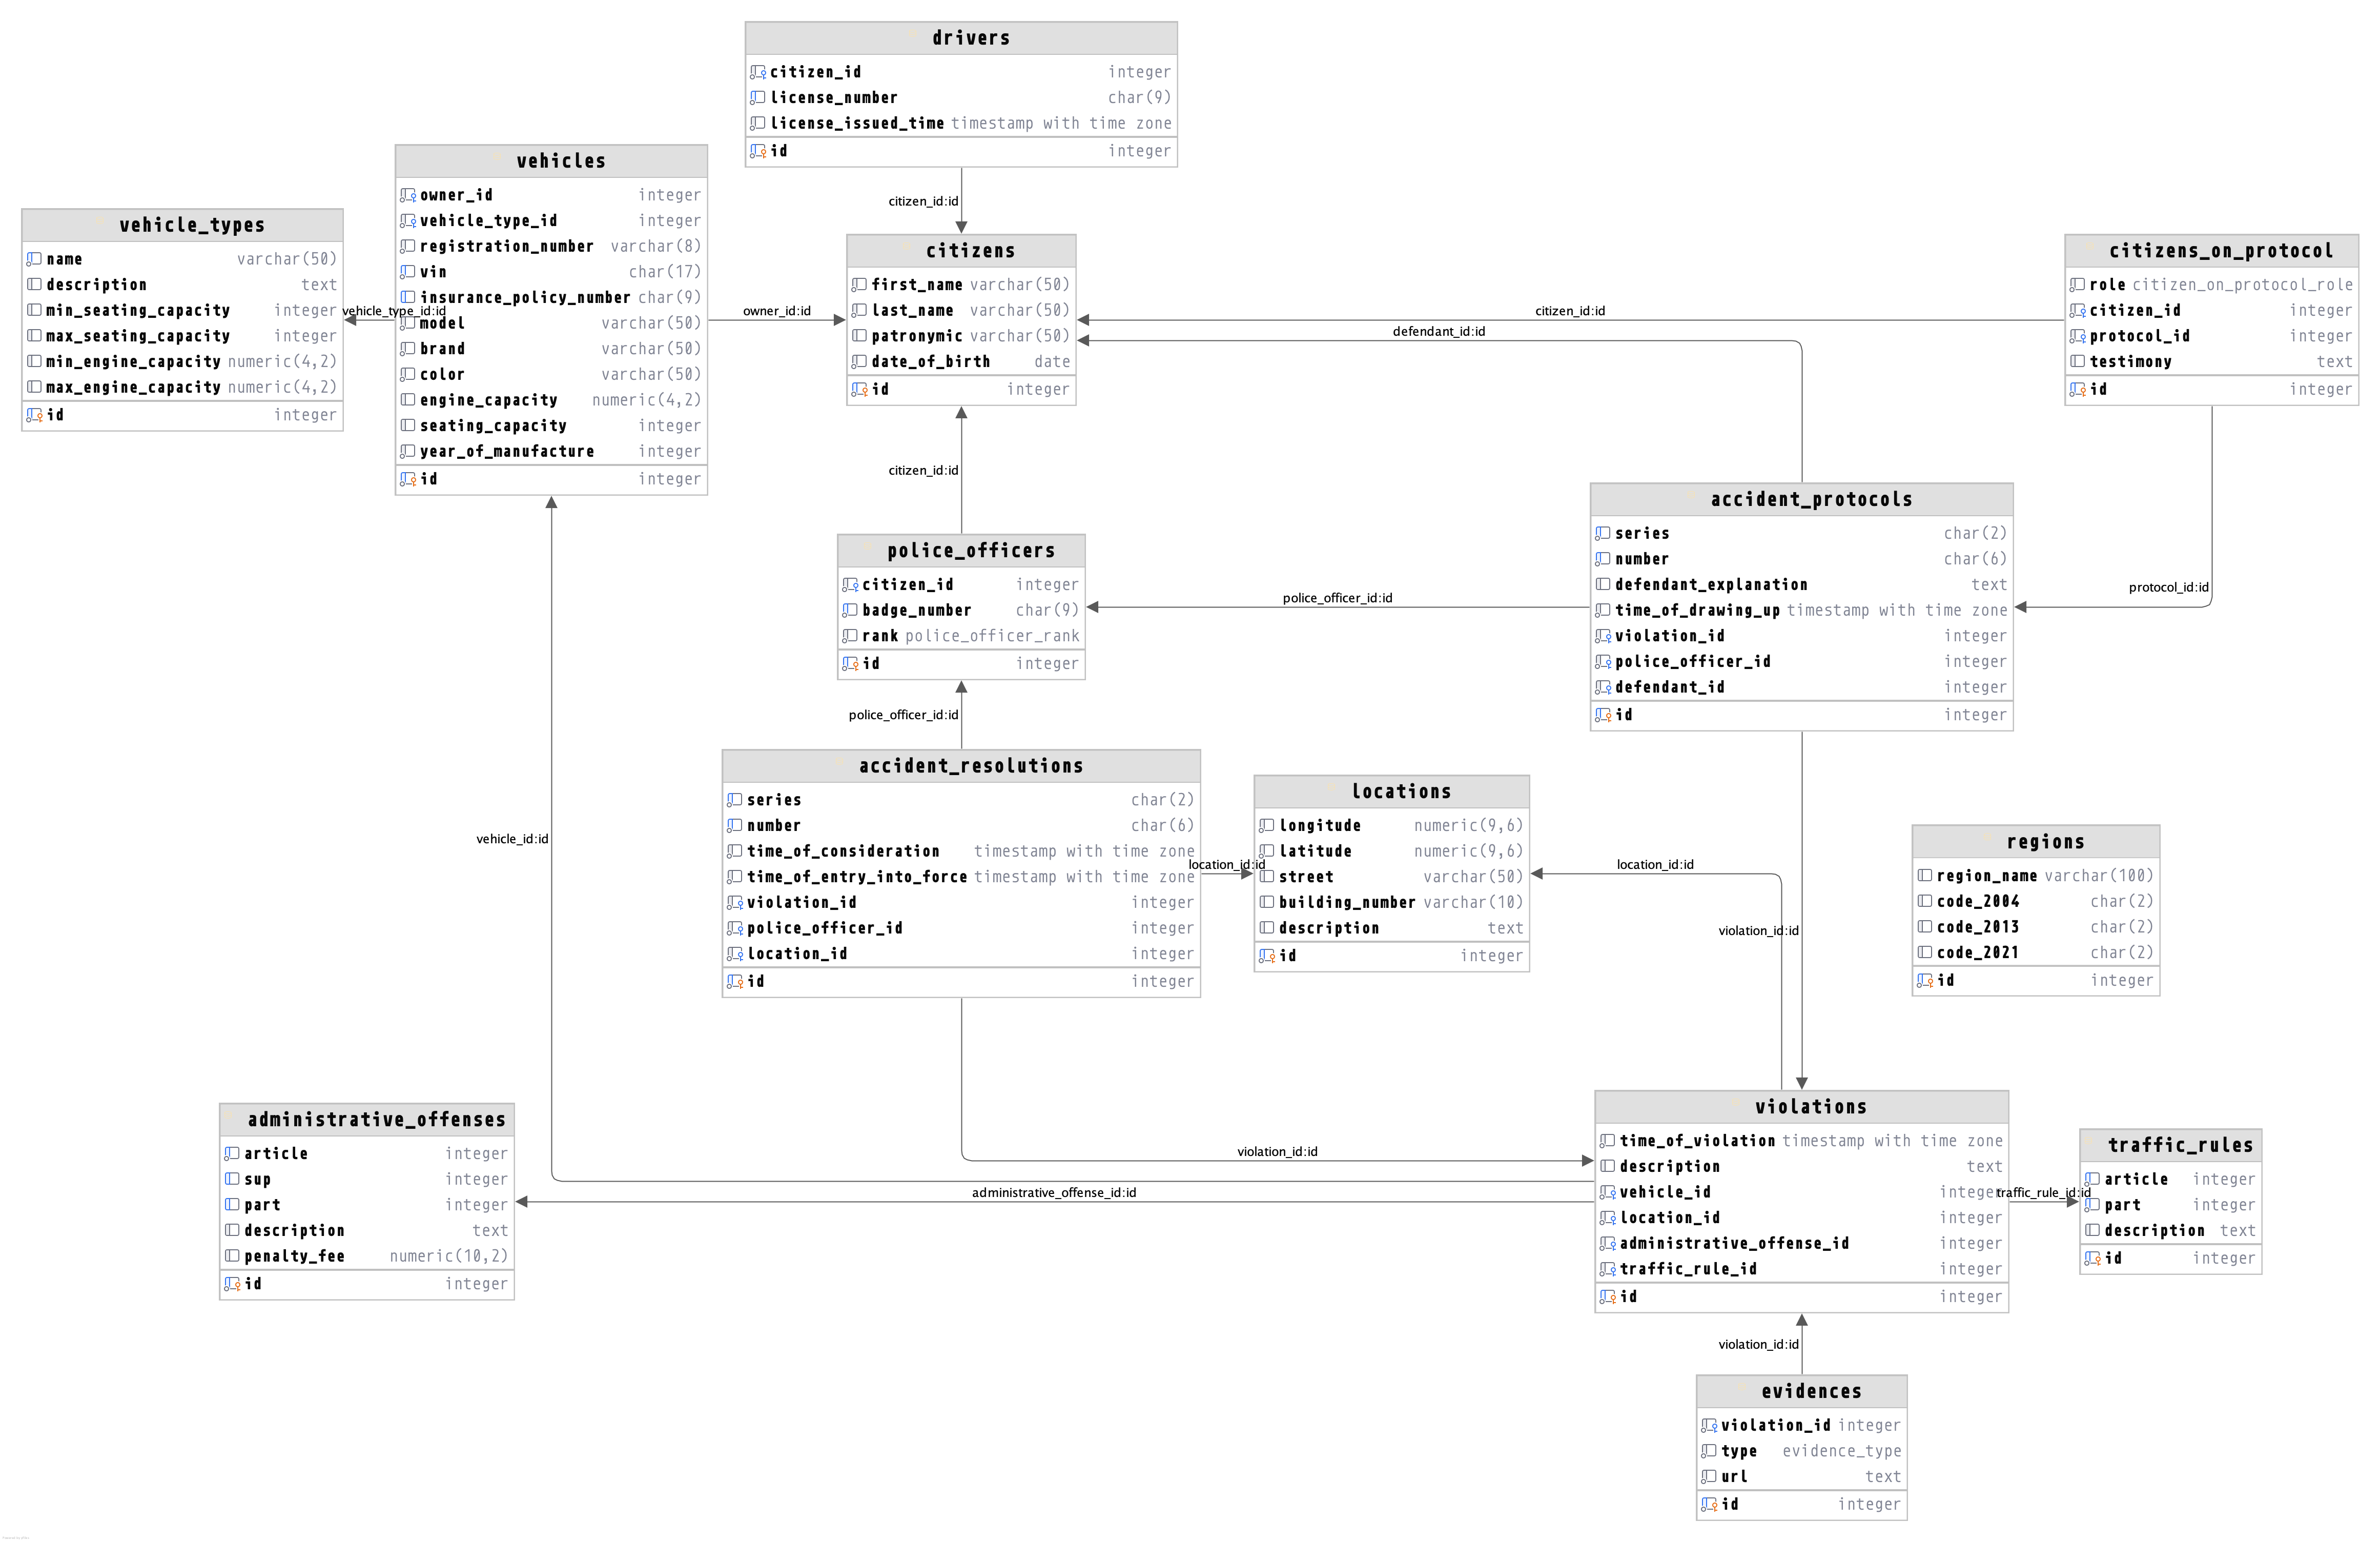 drivers
citizen_id integer
license_number char(9)
license_issued_time timestamp with time zone
id integer
vehicles
owner_id integer
vehicle_type_id integer
registration_number varchar(8)
vin char(17)
insurance_policy_number char(9)
model varchar(50)
brand varchar(50)
color varchar(50)
engine_capacity numeric(4,2)
seating_capacity integer
year_of_manufacture integer
id integer
vehicle_types
name varchar(50)
description text
min_seating_capacity integer
max_seating_capacity integer
min_engine_capacity numeric(4,2)
max_engine_capacity numeric(4,2)
id integer
vehicle_type_id:id
owner_id:id
citizen_id:id
citizens
first_name varchar(50)
last_name varchar(50)
patronymic varchar(50)
date_of_birth date
id integer
citizens_on_protocol
role citizen_on_protocol_role
citizen_id integer
protocol_id integer
testimony text
id integer
citizen_id:id
defendant_id:id
citizen_id:id
police_officers
citizen_id integer
badge_number char(9)
rank police_officer_rank
id integer
police_officer_id:id
accident_protocols
series char(2)
number char(6)
defendant_explanation text
time_of_drawing_up timestamp with time zone
violation_id integer
police_officer_id integer
defendant_id integer
id integer
protocol_id:id
police_officer_id:id
accident_resolutions
series char(2)
number char(6)
time_of_consideration timestamp with time zone
time_of_entry_into_force timestamp with time zone
violation_id integer
police_officer_id integer
location_id integer
id integer
location_id:id
locations
longitude numeric(9,6)
latitude numeric(9,6)
street varchar(50)
building_number varchar(10)
description text
id integer
location_id:id
violation_id:id
regions
region_name varchar(100)
code_2004 char(2)
code_2013 char(2)
code_2021 char(2)
id integer
vehicle_id:id
administrative_offenses
article integer
sup integer
part integer
description text
penalty_fee numeric(10,2)
id integer
violation_id:id
administrative_offense_id:id
violations
time_of_violation timestamp with time zone
description text
vehicle_id integer
location_id integer
administrative_offense_id integer
traffic_rule_id integer
id integer
traffic_rule_id:id
traffic_rules
article integer
part integer
description text
id integer
violation_id:id
evidences
violation_id integer
type evidence_type
url text
id integer